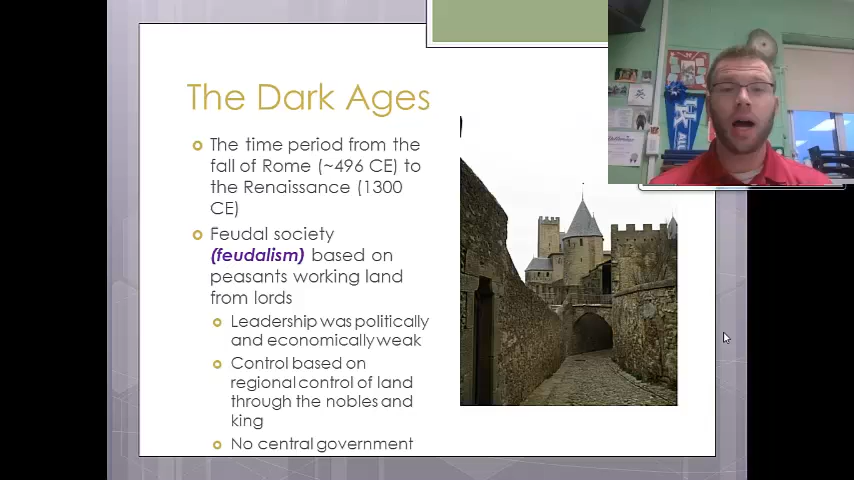 The Dark Ages
The time period from the
fall of Rome (~496 CE) to
the Renaissance (1300
CE)
Feudal society
(feudalism) based on
peasants working land
from lords
Leadership was politically
and economically weak
Control based on
regional control of land
through the nobles and
king
No central government